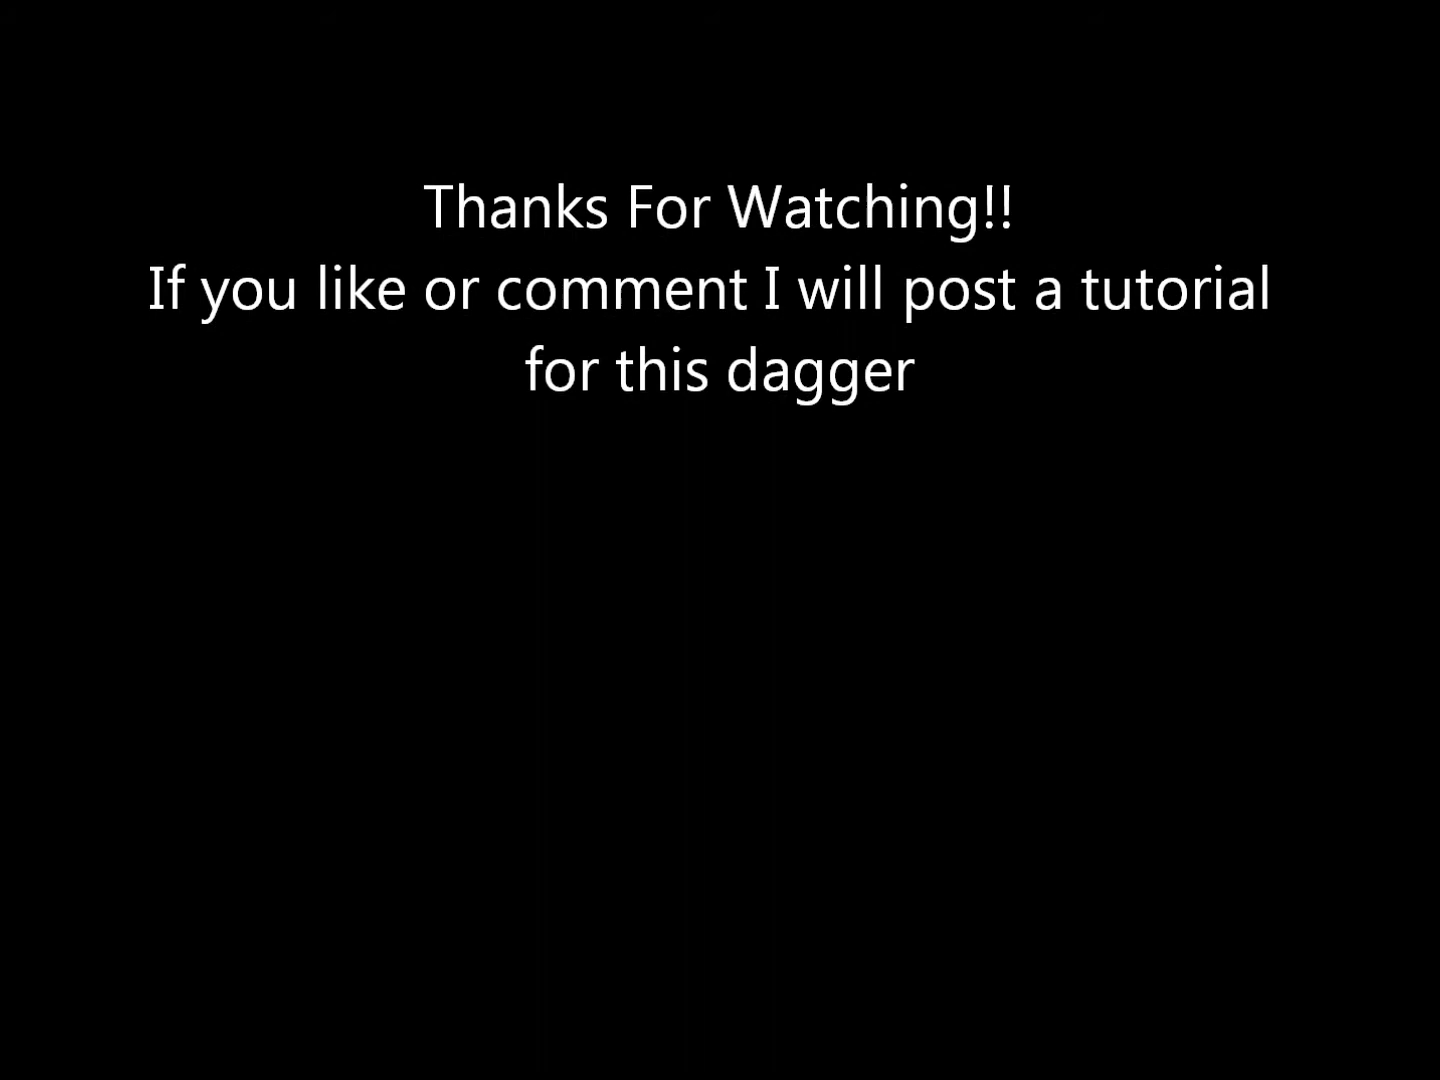 Thanks For Watching!!
If you like or comment I will post a tutorial
for this dagger